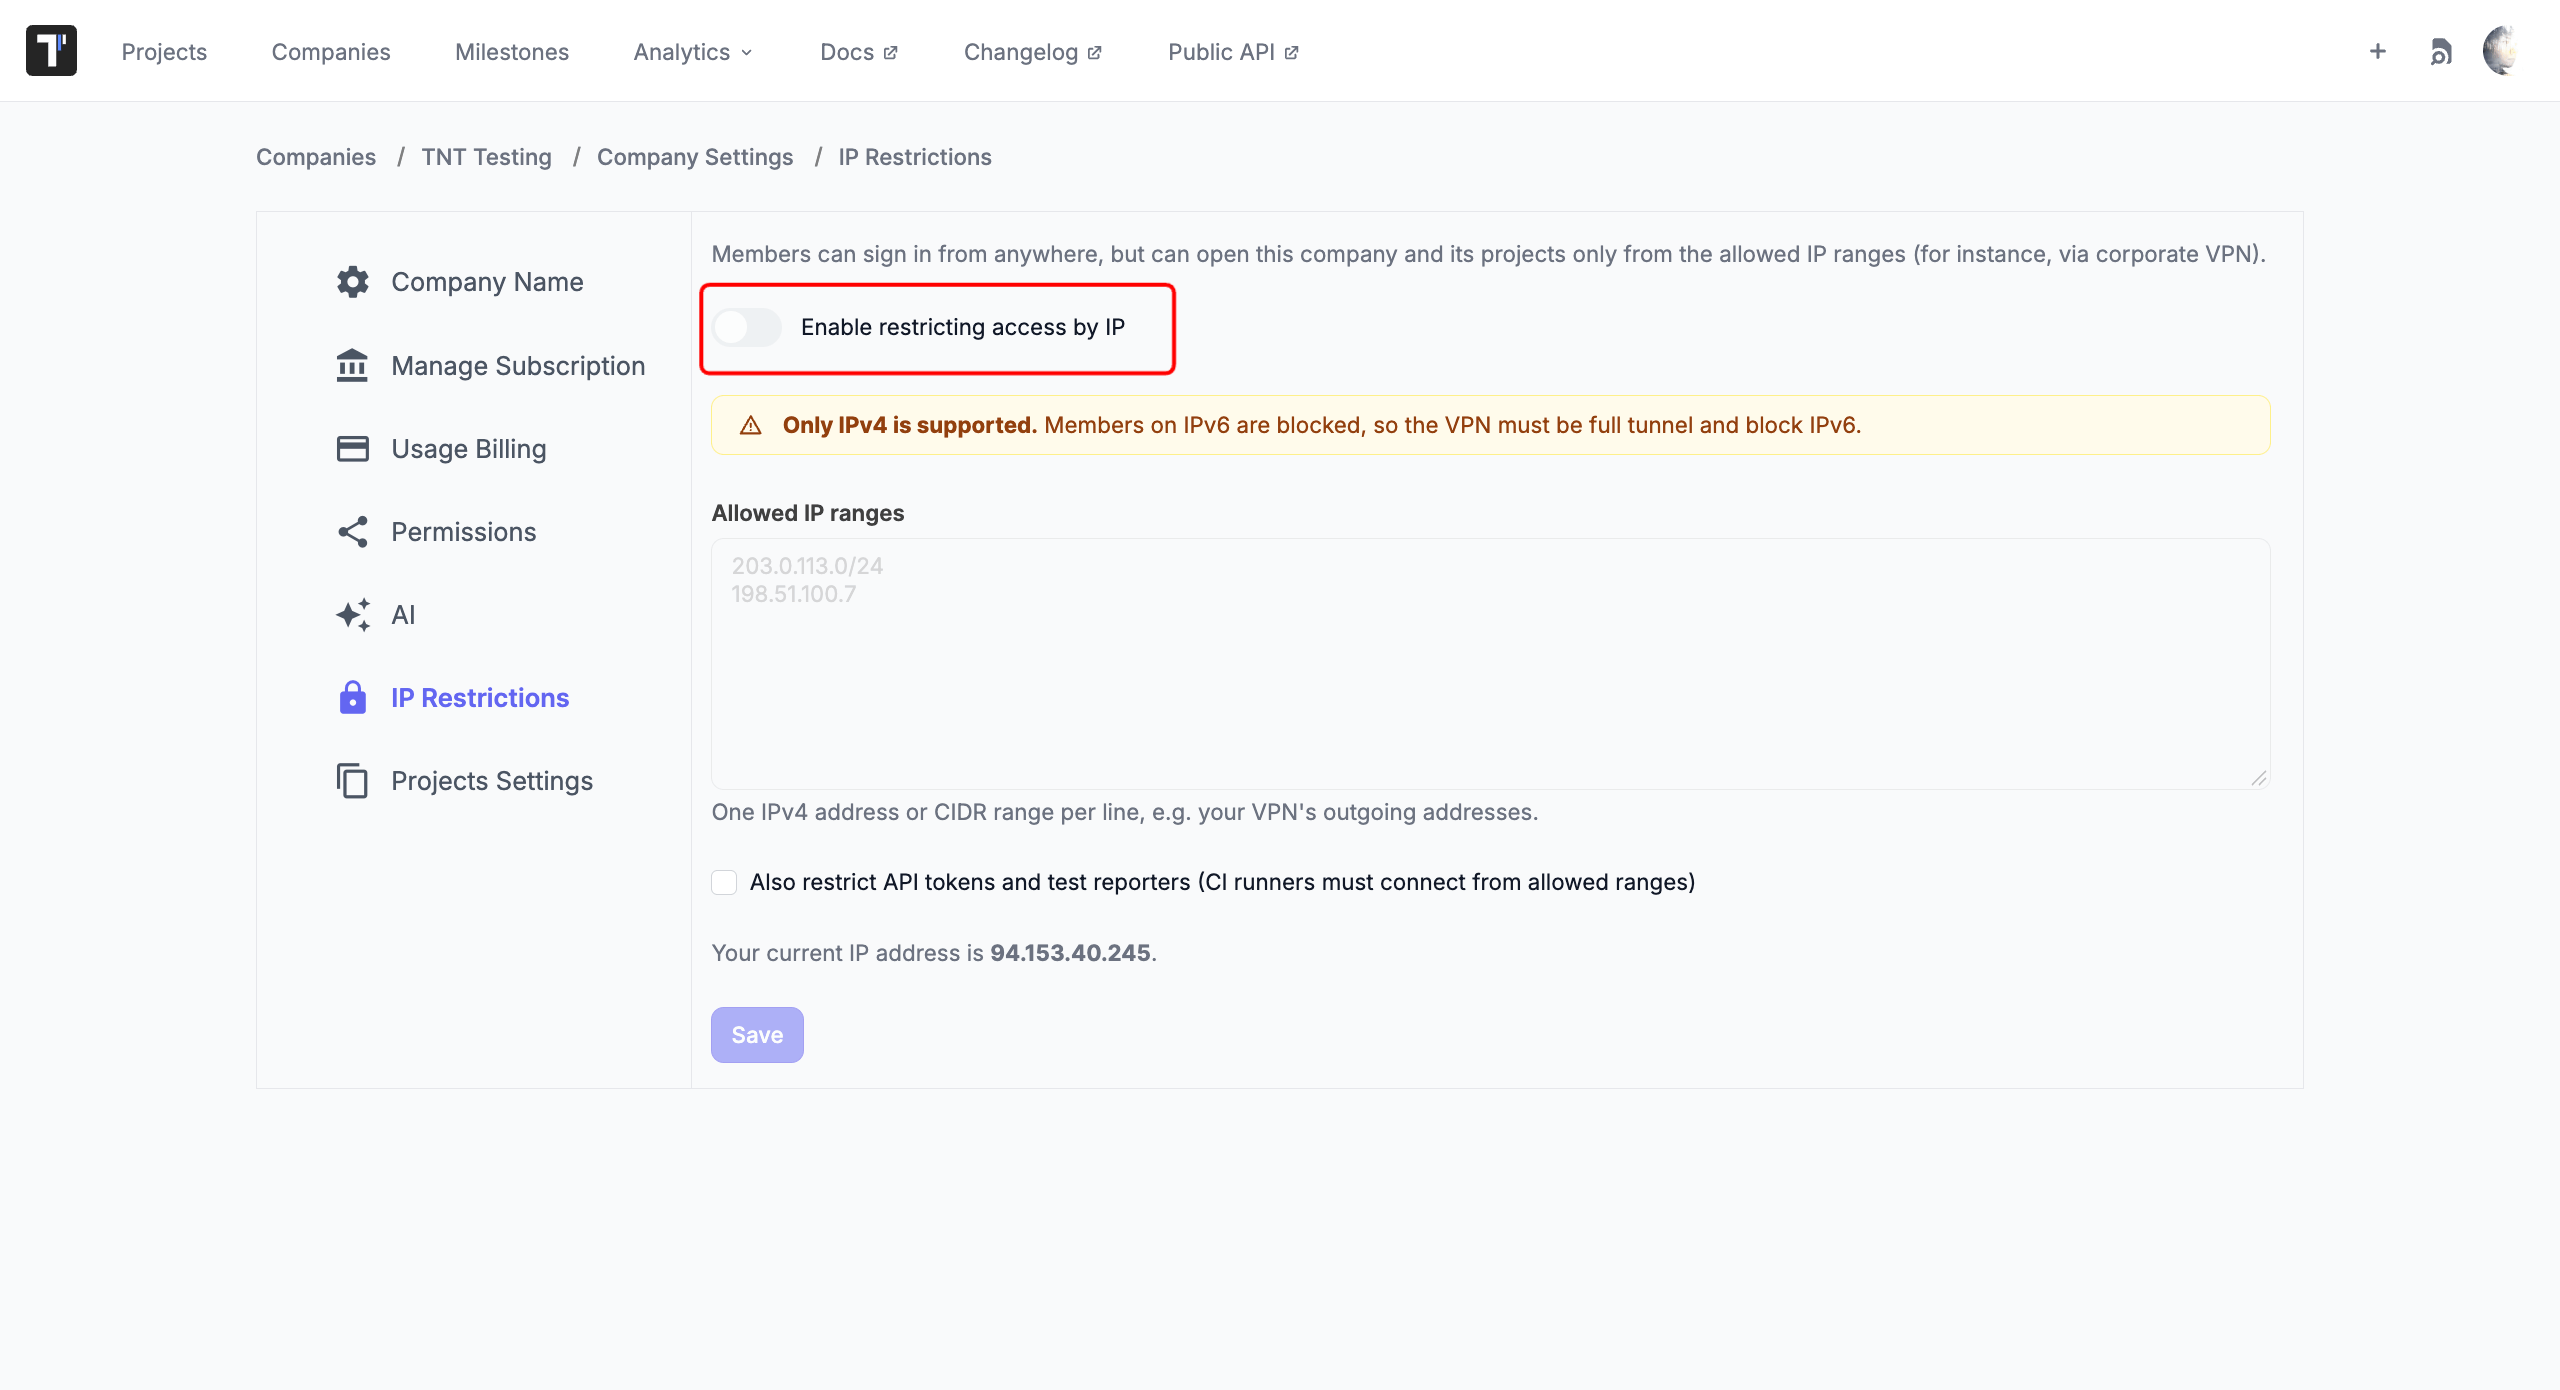 Projects Companies Milestones Analytics Docs Changelog Public API
Companies / TNT Testing / Company Settings / IP Restrictions
Company Name
Manage Subscription
Usage Billing
Permissions
AI
IP Restrictions
Projects Settings
Members can sign in from anywhere, but can open this company and its projects only from the allowed IP ranges (for instance, via corporate VPN).
Enable restricting access by IP
Only IPv4 is supported. Members on IPv6 are blocked, so the VPN must be full tunnel and block IPv6.
Allowed IP ranges
203.0.113.0/24
198.51.100.7
One IPv4 address or CIDR range per line, e.g. your VPN's outgoing addresses.
Also restrict API tokens and test reporters (CI runners must connect from allowed ranges)
Your current IP address is 94.153.40.245.
Save